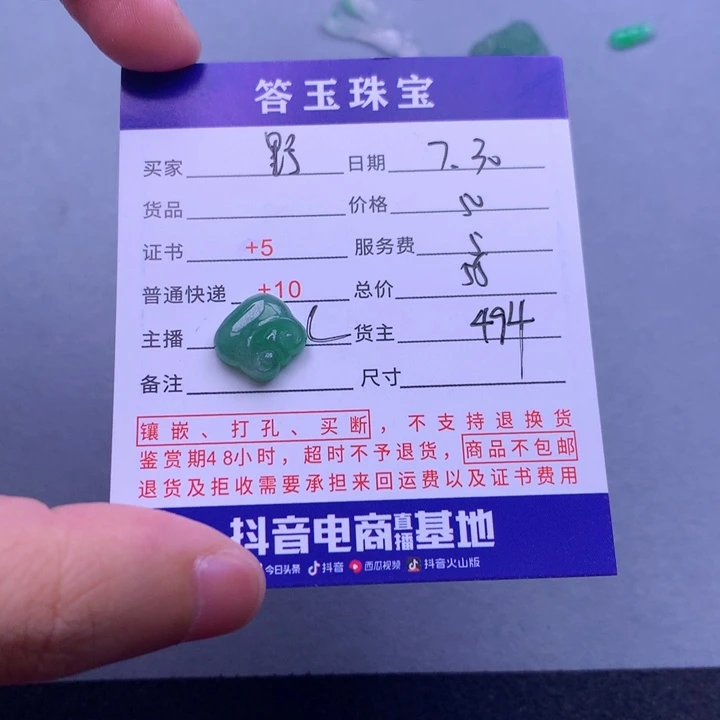 答玉珠宝
买家 野 日期 7.30
货品 价格 50
证书 +5 服务费 5
普通快递 +10 总价 55
主播 货主 494
备注 尺寸
镶嵌、打孔、买断，不支持退换货
鉴赏期48小时，超时不予退货，商品不包邮
退货及拒收需要承担来回运费以及证书费用
抖音电商直播基地
今日头条 抖音 西瓜视频 抖音火山版